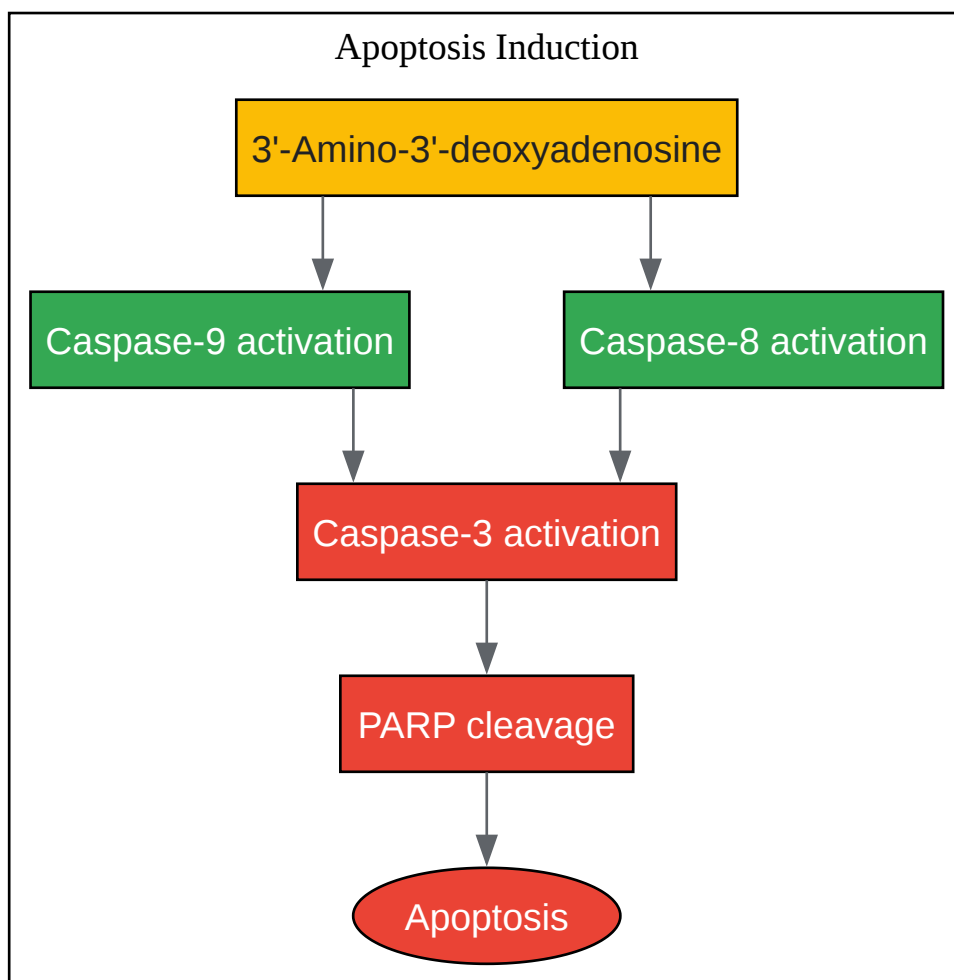 Apoptosis Induction
3'-Amino-3'-deoxyadenosine
Caspase-9 activation
Caspase-8 activation
Caspase-3 activation
PARP cleavage
Apoptosis